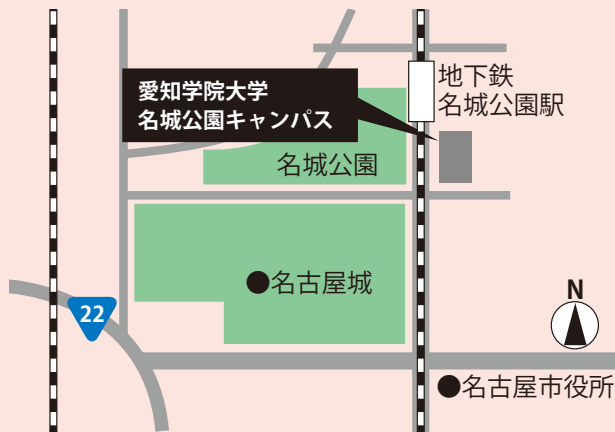 愛知学院大学
名城公園キャンパス
地下鉄
名城公園駅
名城公園
●名古屋城
22
N
●名古屋市役所